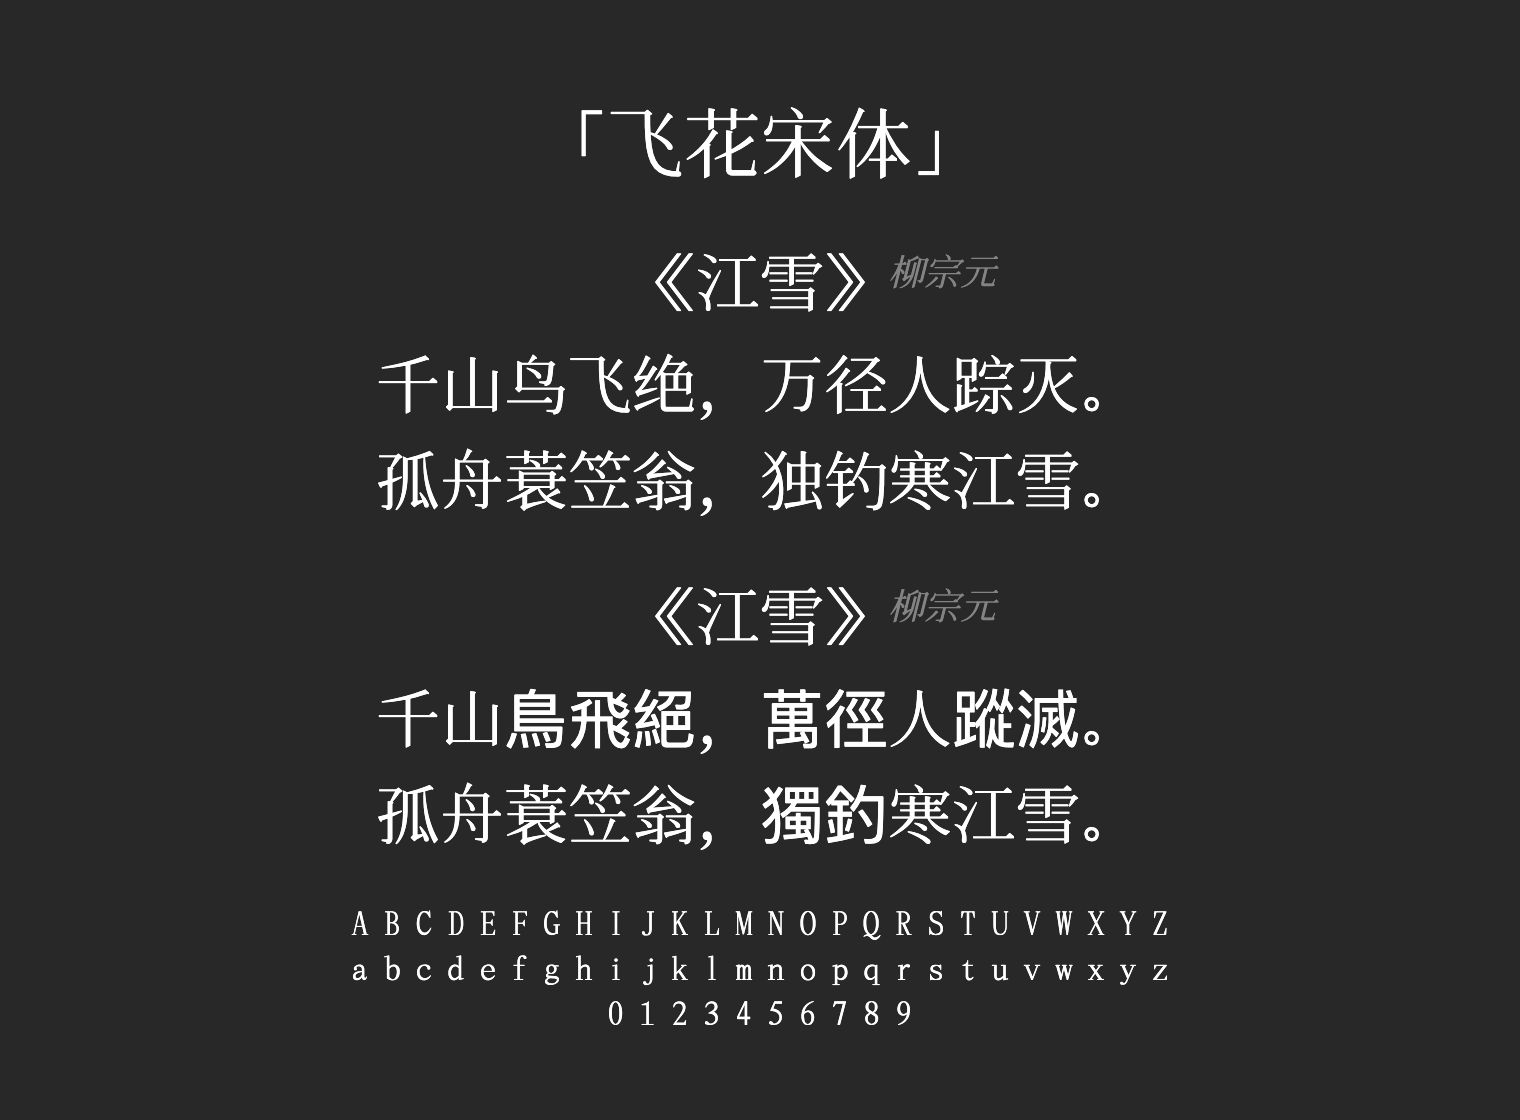 「飞花宋体」
《江雪》柳宗元
千山鸟飞绝，万径人踪灭。
孤舟蓑笠翁，独钓寒江雪。
《江雪》柳宗元
千山鳥飛絕，萬徑人蹤滅。
孤舟蓑笠翁，獨釣寒江雪。
A B C D E F G H I J K L M N O P Q R S T U V W X Y Z
a b c d e f g h i j k l m n o p q r s t u v w x y z
0 1 2 3 4 5 6 7 8 9